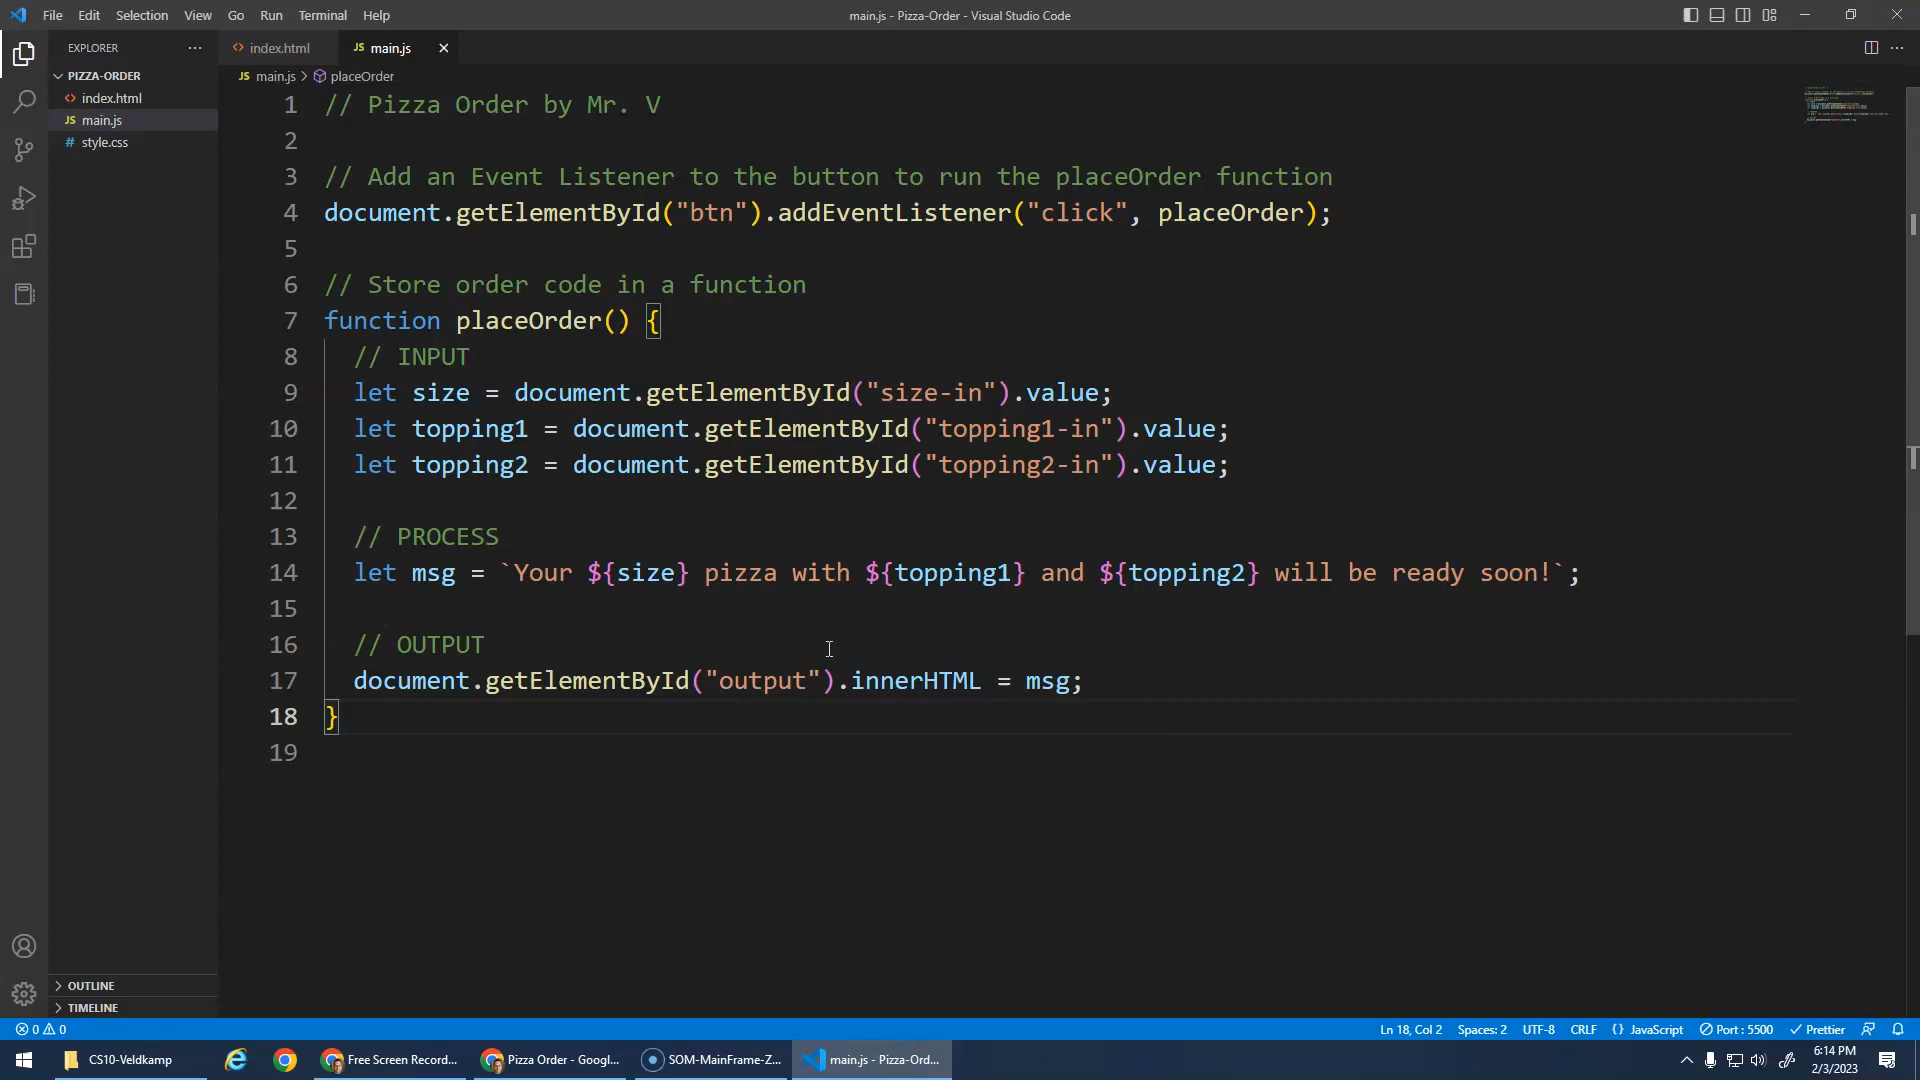 File Edit Selection View Go Run Terminal Help
main.js - Pizza-Order - Visual Studio Code
EXPLORER
PIZZA-ORDER
index.html
JS main.js
# style.css
OUTLINE
TIMELINE
index.html
JS main.js
JS main.js > placeOrder
1 // Pizza Order by Mr. V
2
3 // Add an Event Listener to the button to run the placeOrder function
4 document.getElementById("btn").addEventListener("click", placeOrder);
5
6 // Store order code in a function
7 function placeOrder() {
8 // INPUT
9 let size = document.getElementById("size-in").value;
10 let topping1 = document.getElementById("topping1-in").value;
11 let topping2 = document.getElementById("topping2-in").value;
12
13 // PROCESS
14 let msg = `Your ${size} pizza with ${topping1} and ${topping2} will be ready soon!`;
15
16 // OUTPUT
17 document.getElementById("output").innerHTML = msg;
18 }
19
0 0
Ln 18, Col 2 Spaces: 2 UTF-8 CRLF {} JavaScript Port : 5500 Prettier
CS10-Veldkamp
Free Screen Record...
Pizza Order - Googl...
SOM-MainFrame-Z...
main.js - Pizza-Ord...
6:14 PM
2/3/2023